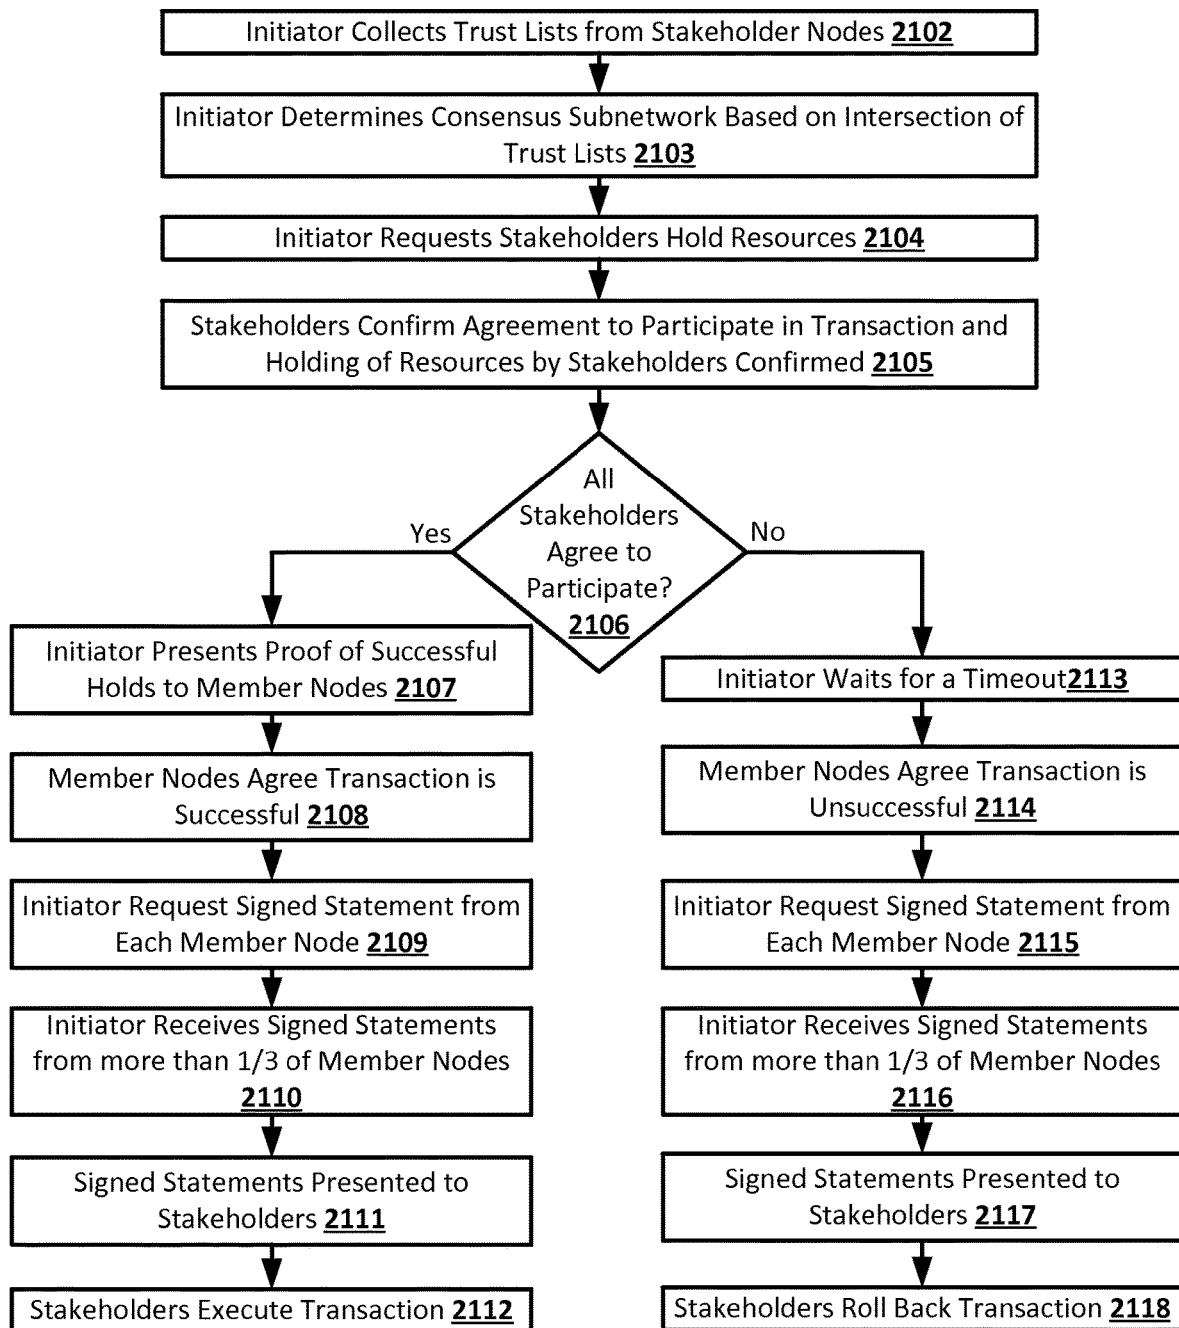 Initiator Collects Trust Lists from Stakeholder Nodes 2102
Initiator Determines Consensus Subnetwork Based on Intersection of
Trust Lists 2103
Initiator Requests Stakeholders Hold Resources 2104
Stakeholders Confirm Agreement to Participate in Transaction and
Holding of Resources by Stakeholders Confirmed 2105
All
Stakeholders
Agree to
Participate?
2106
Yes
No
Initiator Presents Proof of Successful
Holds to Member Nodes 2107
Member Nodes Agree Transaction is
Successful 2108
Initiator Request Signed Statement from
Each Member Node 2109
Initiator Receives Signed Statements
from more than 1/3 of Member Nodes
2110
Signed Statements Presented to
Stakeholders 2111
Stakeholders Execute Transaction 2112
Initiator Waits for a Timeout2113
Member Nodes Agree Transaction is
Unsuccessful 2114
Initiator Request Signed Statement from
Each Member Node 2115
Initiator Receives Signed Statements
from more than 1/3 of Member Nodes
2116
Signed Statements Presented to
Stakeholders 2117
Stakeholders Roll Back Transaction 2118